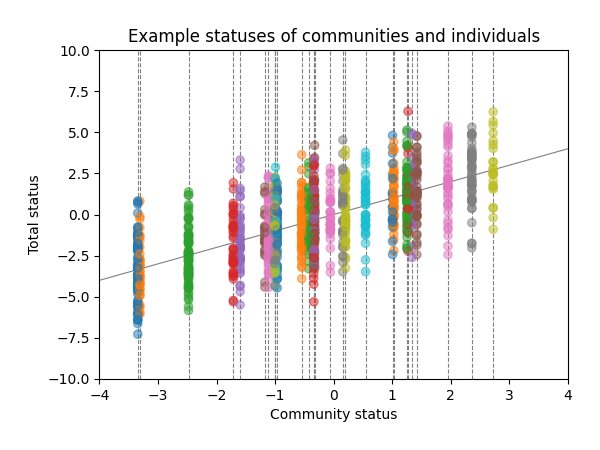 Example statuses of communities and individuals
10.0
7.5
5.0
2.5
0.0
−2.5
−5.0
−7.5
−10.0
Total status
−4 −3 −2 −1 0 1 2 3 4
Community status